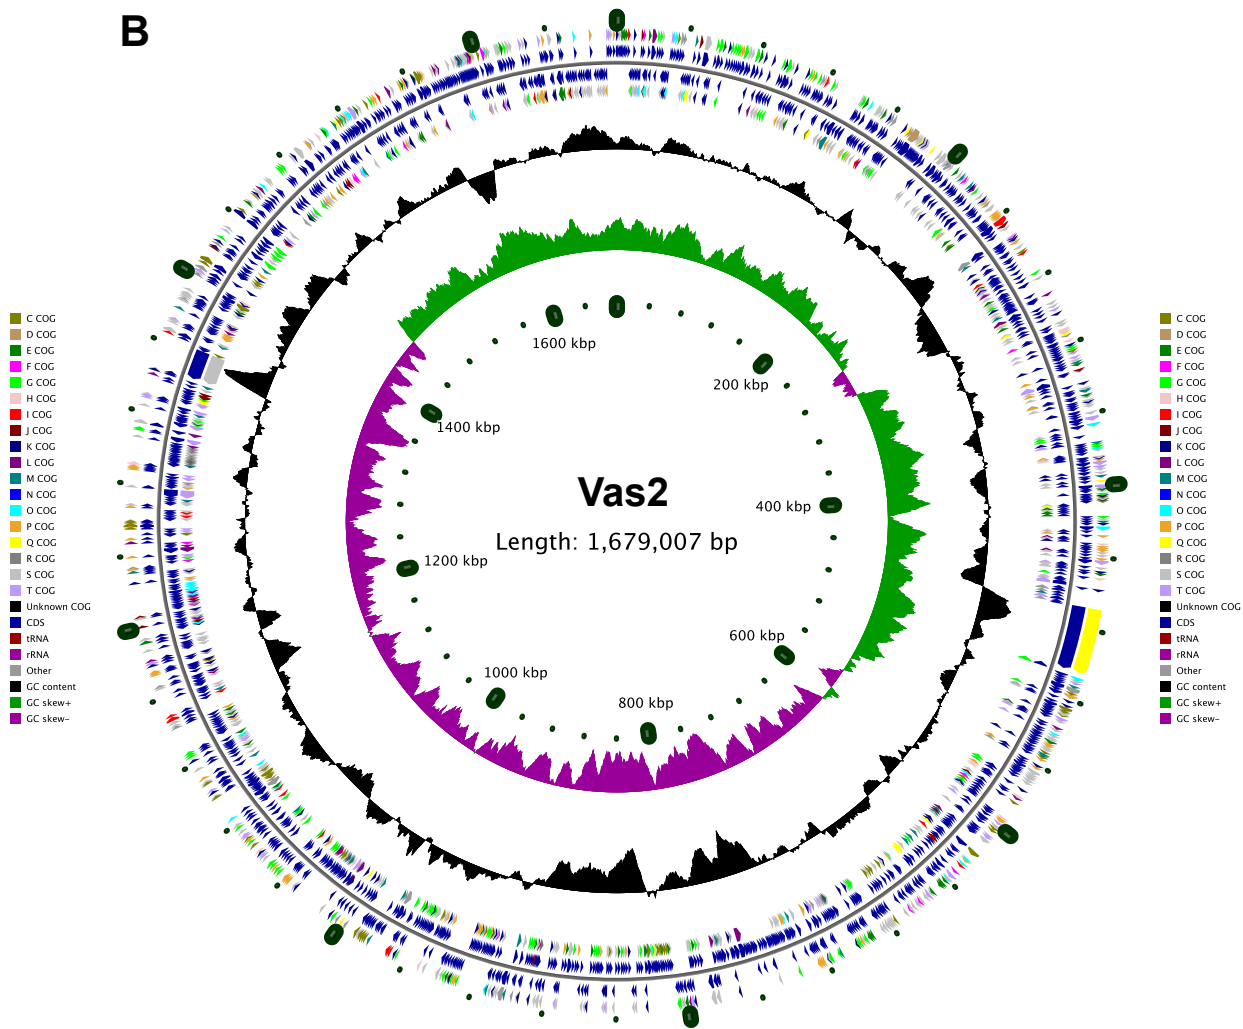 B
1600 kbp
200 kbp
1400 kbp
Vas2
400 kbp
Length: 1,679,007 bp
1200 kbp
600 kbp
1000 kbp
800 kbp
C COG
D COG
E COG
F COG
G COG
H COG
I COG
J COG
K COG
L COG
M COG
N COG
O COG
P COG
Q COG
R COG
S COG
T COG
Unknown COG
CDS
tRNA
rRNA
Other
GC content
GC skew+
GC skew-
C COG
D COG
E COG
F COG
G COG
H COG
I COG
J COG
K COG
L COG
M COG
N COG
O COG
P COG
Q COG
R COG
S COG
T COG
Unknown COG
CDS
tRNA
rRNA
Other
GC content
GC skew+
GC skew-